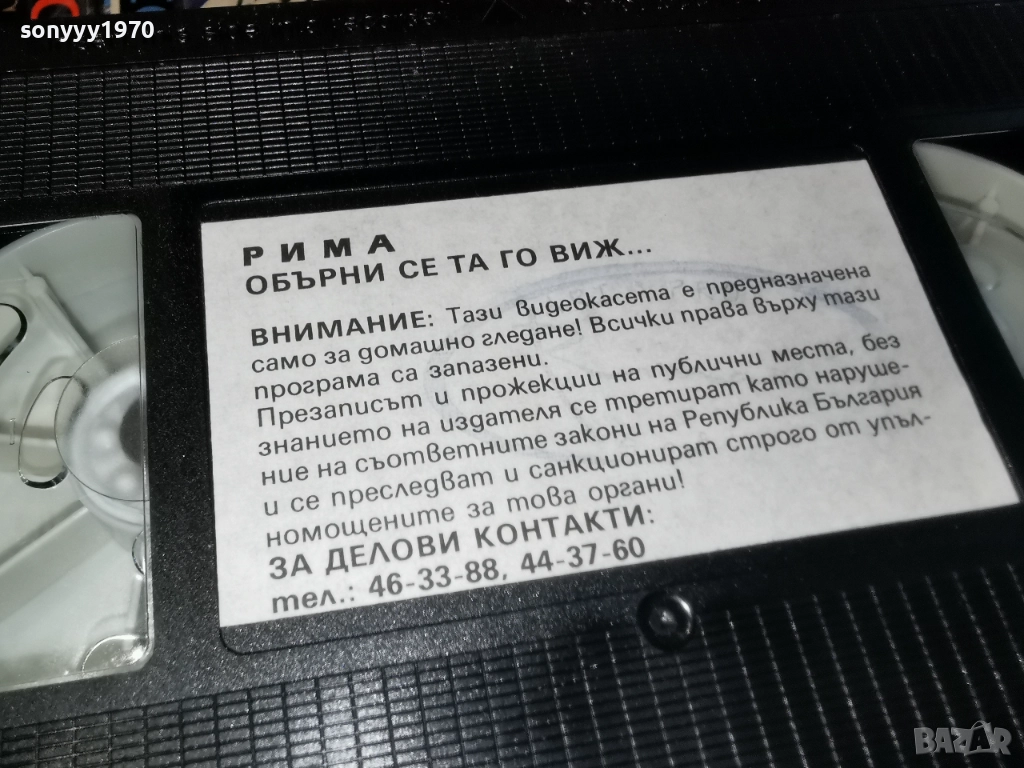 sonyyy1970
РИМА
ОБЪРНИ СЕ ТА ГО ВИЖ...
ВНИМАНИЕ: Тази видеокасета е предназначена
само за домашно гледане! Всички права върху тази
програма са запазени.
Презаписът и прожекции на публични места, без
знанието на издателя се третират като наруше-
ние на съответните закони на Република България
и се преследват и санкционират строго от упъл-
номощените за това органи!
ЗА ДЕЛОВИ КОНТАКТИ:
тел.: 46-33-88, 44-37-60
BAZAR